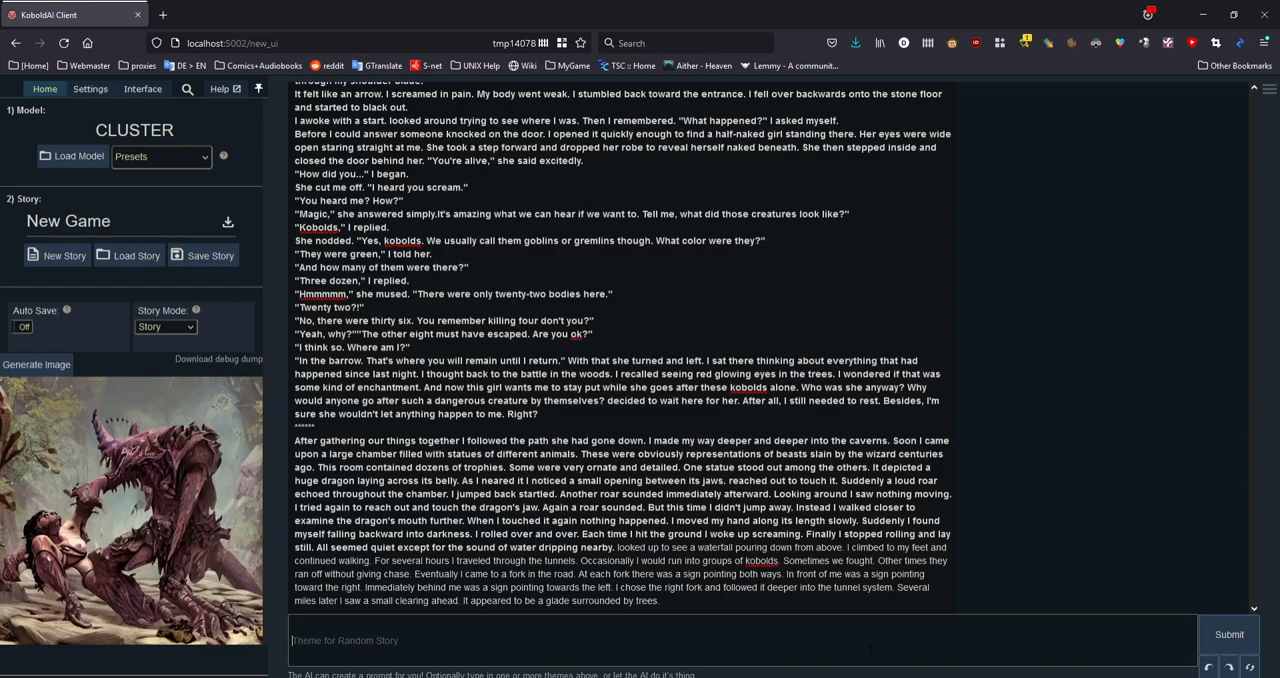 KoboldAI Client
localhost:5002/new_ui
tmp14078
Search
[Home]
Webmaster
proxies
DE > EN
Comics+Audiobooks
reddit
GTranslate
S-net
UNIX Help
Wiki
MyGame
TSC :: Home
Aither - Heaven
Lemmy - A communit...
Other Bookmarks
Home
Settings
Interface
Help
1) Model:
CLUSTER
Load Model
Presets
2) Story:
New Game
New Story
Load Story
Save Story
Auto Save:
Off
Story Mode:
Story
Download debug dump
Generate Image
through my shoulder blade.
It felt like an arrow. I screamed in pain. My body went weak. I stumbled back toward the entrance. I fell over backwards onto the stone floor
and started to black out.
I awoke with a start. looked around trying to see where I was. Then I remembered. "What happened?" I asked myself.
Before I could answer someone knocked on the door. I opened it quickly enough to find a half-naked girl standing there. Her eyes were wide
open staring straight at me. She took a step forward and dropped her robe to reveal herself naked beneath. She then stepped inside and
closed the door behind her. "You're alive," she said excitedly.
"How did you..." I began.
She cut me off. "I heard you scream."
"You heard me? How?"
"Magic," she answered simply.It's amazing what we can hear if we want to. Tell me, what did those creatures look like?"
"Kobolds," I replied.
She nodded. "Yes, kobolds. We usually call them goblins or gremlins though. What color were they?"
"They were green," I told her.
"And how many of them were there?"
"Three dozen," I replied.
"Hmmmmm," she mused. "There were only twenty-two bodies here."
"Twenty two?!"
"No, there were thirty six. You remember killing four don't you?"
"Yeah, why?""The other eight must have escaped. Are you ok?"
"I think so. Where am I?"
"In the barrow. That's where you will remain until I return." With that she turned and left. I sat there thinking about everything that had
happened since last night. I thought back to the battle in the woods. I recalled seeing red glowing eyes in the trees. I wondered if that was
some kind of enchantment. And now this girl wants me to stay put while she goes after these kobolds alone. Who was she anyway? Why
would anyone go after such a dangerous creature by themselves? decided to wait here for her. After all, I still needed to rest. Besides, I'm
sure she wouldn't let anything happen to me. Right?
******
After gathering our things together I followed the path she had gone down. I made my way deeper and deeper into the caverns. Soon I came
upon a large chamber filled with statues of different animals. These were obviously representations of beasts slain by the wizard centuries
ago. This room contained dozens of trophies. Some were very ornate and detailed. One statue stood out among the others. It depicted a
huge dragon laying across its belly. As I neared it I noticed a small opening between its jaws. reached out to touch it. Suddenly a loud roar
echoed throughout the chamber. I jumped back startled. Another roar sounded immediately afterward. Looking around I saw nothing moving.
I tried again to reach out and touch the dragon's jaw. Again a roar sounded. But this time I didn't jump away. Instead I walked closer to
examine the dragon's mouth further. When I touched it again nothing happened. I moved my hand along its length slowly. Suddenly I found
myself falling backward into darkness. I rolled over and over. Each time I hit the ground I woke up screaming. Finally I stopped rolling and lay
still. All seemed quiet except for the sound of water dripping nearby. looked up to see a waterfall pouring down from above. I climbed to my feet and
continued walking. For several hours I traveled through the tunnels. Occasionally I would run into groups of kobolds. Sometimes we fought. Other times they
ran off without giving chase. Eventually I came to a fork in the road. At each fork there was a sign pointing both ways. In front of me was a sign pointing
toward the right. Immediately behind me was a sign pointing towards the left. I chose the right fork and followed it deeper into the tunnel system. Several
miles later I saw a small clearing ahead. It appeared to be a glade surrounded by trees.
Theme for Random Story
Submit
The AI can create a prompt for you! Optionally type in one or more themes above, or let the AI do it's thing.